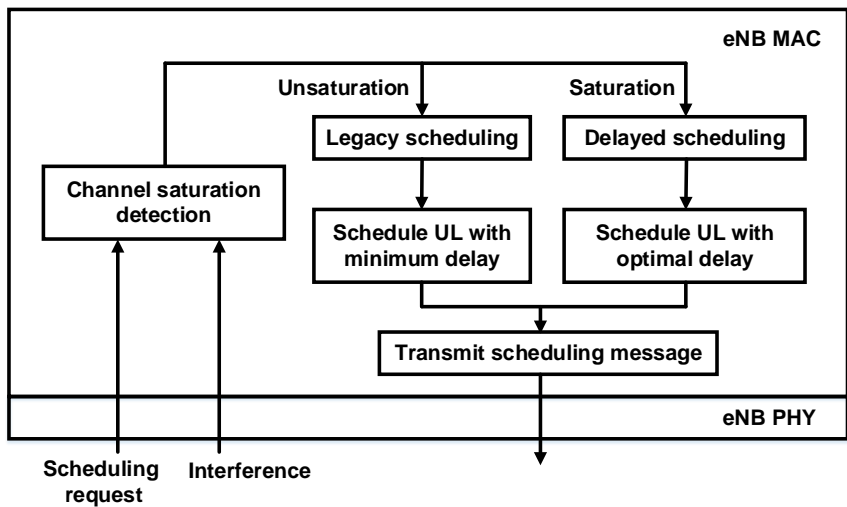 eNB MAC
Unsaturation
Saturation
Legacy scheduling
Delayed scheduling
Channel saturation
detection
Schedule UL with
minimum delay
Schedule UL with
optimal delay
Transmit scheduling message
eNB PHY
Scheduling
request
Interference